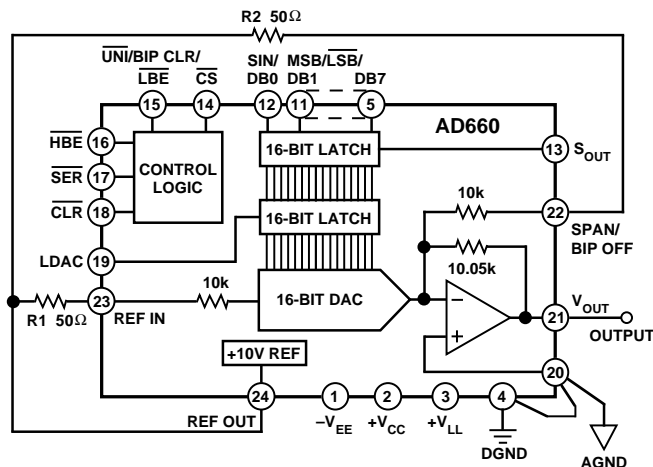 R2 50Ω
UNI/BIP CLR/
LBE
CS
SIN/
DB0
MSB/LSB/
DB1
DB7
15
14
12
11
5
AD660
HBE
16
SER
17
CLR
18
CONTROL
LOGIC
16-BIT LATCH
13
SOUT
10k
22
SPAN/
BIP OFF
LDAC
19
16-BIT LATCH
10.05k
R1 50Ω
23
REF IN
10k
16-BIT DAC
–
+
21
VOUT
OUTPUT
+10V REF
20
24
REF OUT
1
–VEE
2
+VCC
3
+VLL
4
DGND
AGND